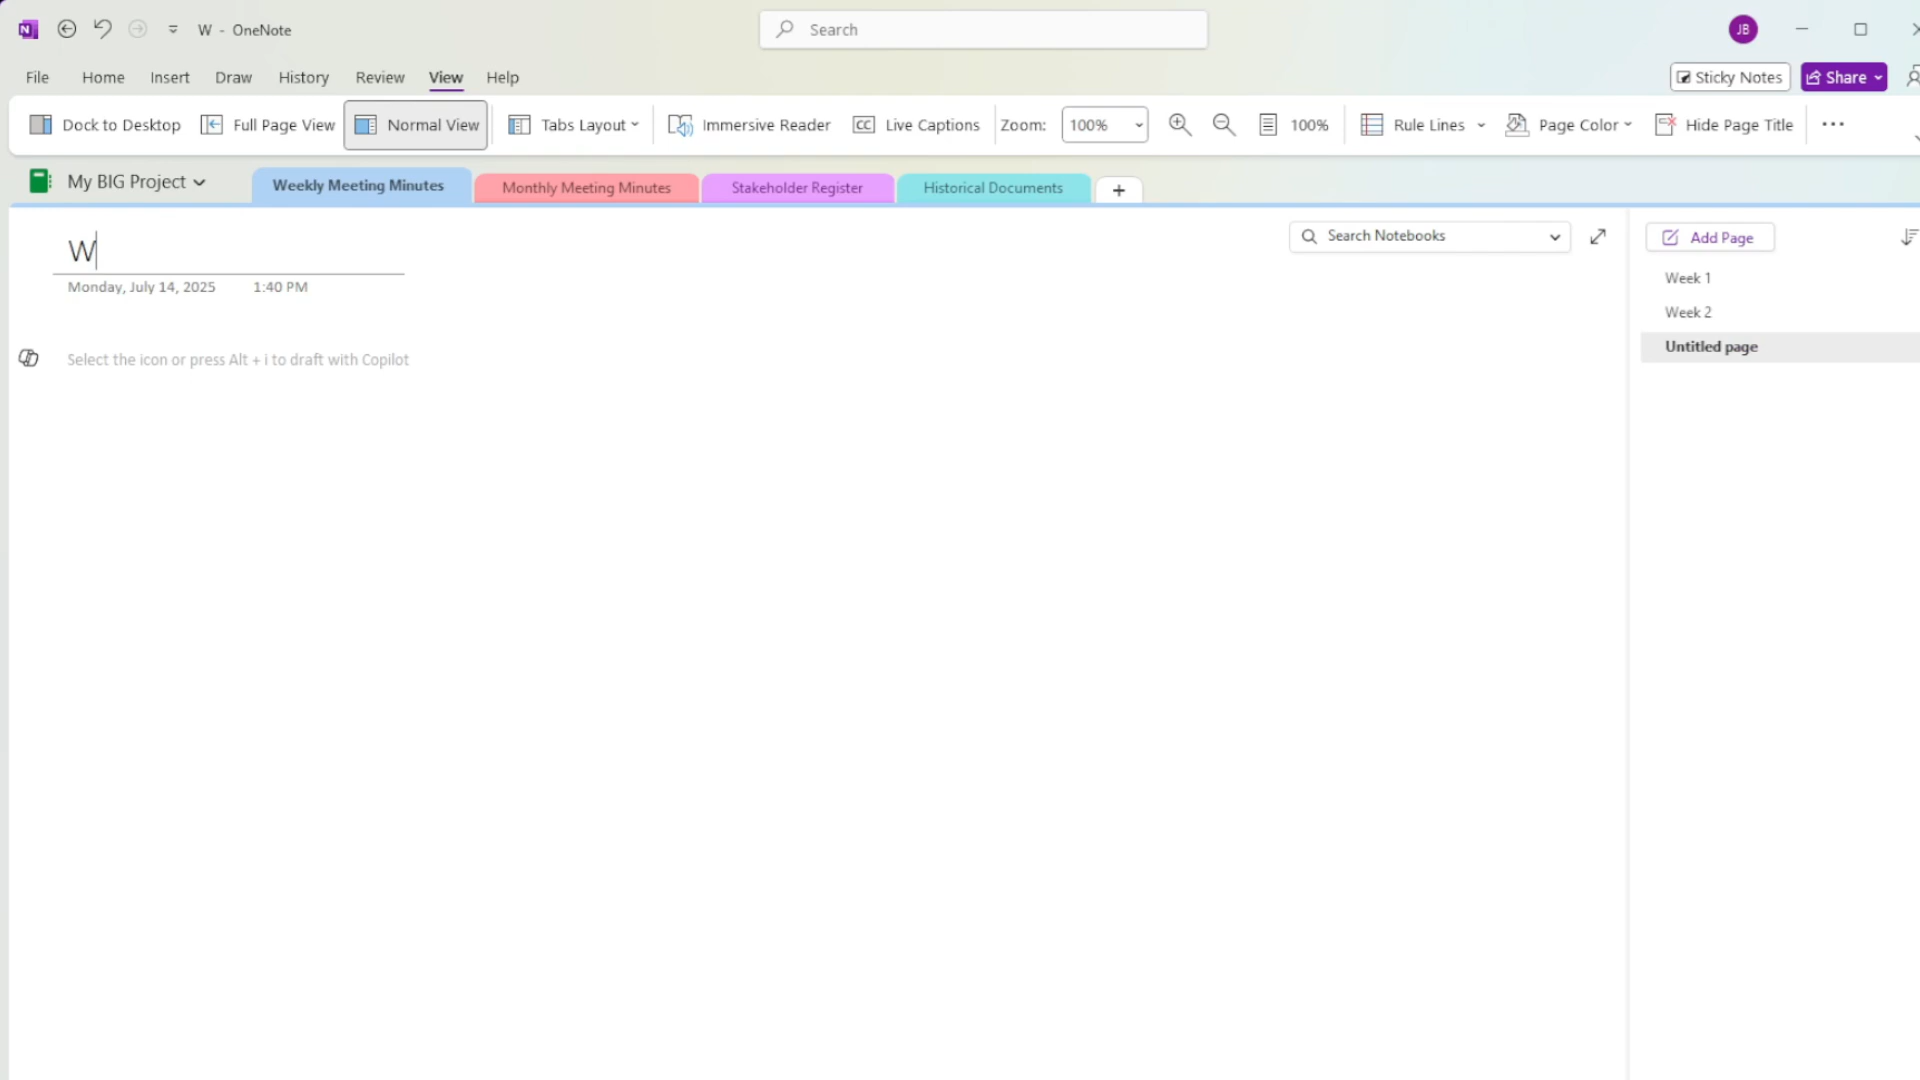 N W - OneNote Search JB
File Home Insert Draw History Review View Help Sticky Notes Share
Dock to Desktop Full Page View Normal View Tabs Layout Immersive Reader CC Live Captions Zoom: 100% 100% Rule Lines Page Color Hide Page Title ...
My BIG Project Weekly Meeting Minutes Monthly Meeting Minutes Stakeholder Register Historical Documents +
W
Search Notebooks
Add Page
Monday, July 14, 2025 1:40 PM
Week 1
Week 2
Untitled page
Select the icon or press Alt + i to draft with Copilot